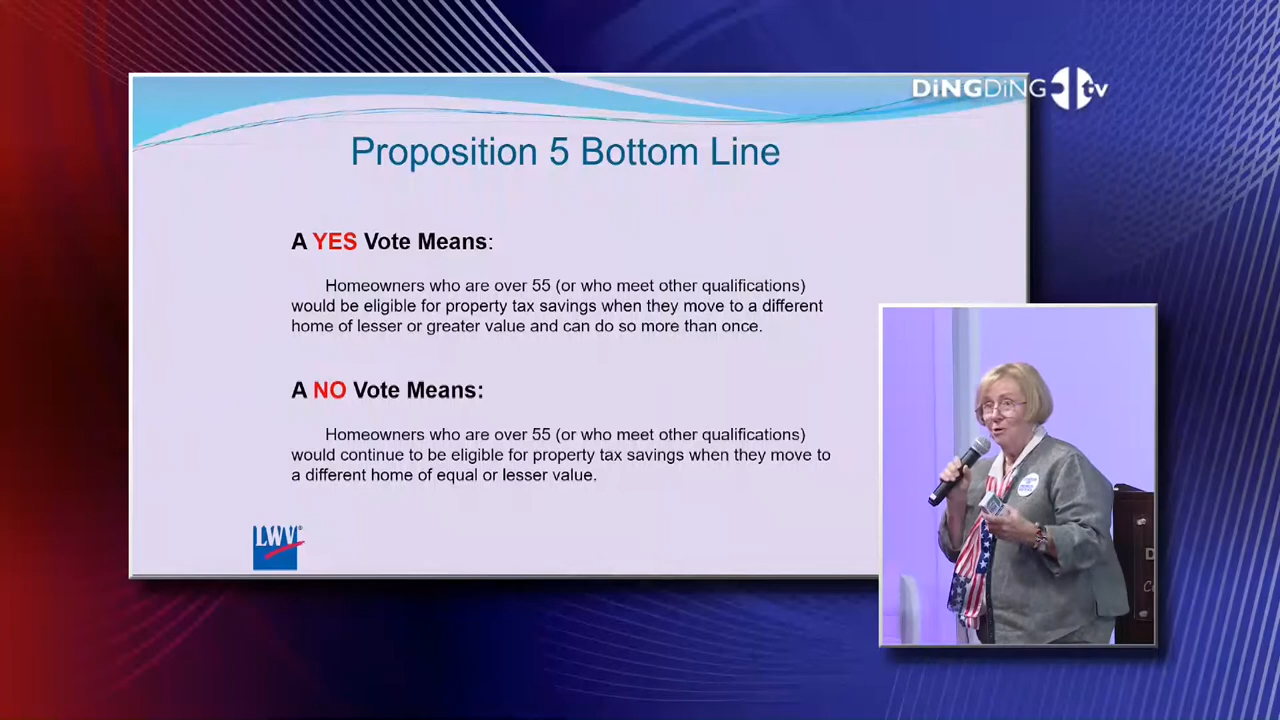 DiNGDiNG tv
Proposition 5 Bottom Line
A YES Vote Means:
Homeowners who are over 55 (or who meet other qualifications)
would be eligible for property tax savings when they move to a different
home of lesser or greater value and can do so more than once.
A NO Vote Means:
Homeowners who are over 55 (or who meet other qualifications)
would continue to be eligible for property tax savings when they move to
a different home of equal or lesser value.
LWV®